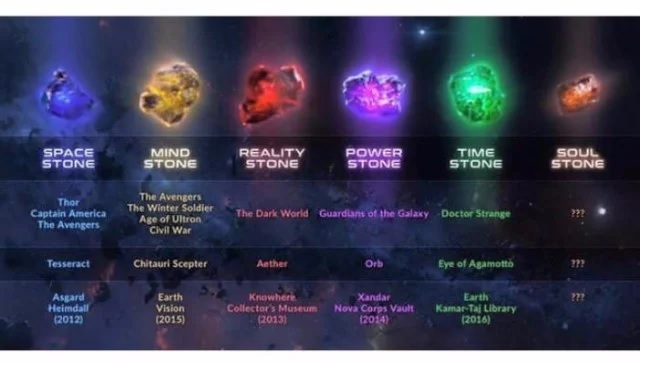 SPACE STONE
MIND STONE
REALITY STONE
POWER STONE
TIME STONE
SOUL STONE
Thor
Captain America
The Avengers
The Avengers
The Winter Soldier
Age of Ultron
Civil War
The Dark World
Guardians of the Galaxy
Doctor Strange
???
Tesseract
Chitauri Scepter
Aether
Orb
Eye of Agamotto
???
Asgard
Heimdall
(2012)
Earth
Vision
(2015)
Knowhere
Collector's Museum
(2013)
Xandar
Nova Corps Vault
(2014)
Earth
Kamar-Taj Library
(2016)
???